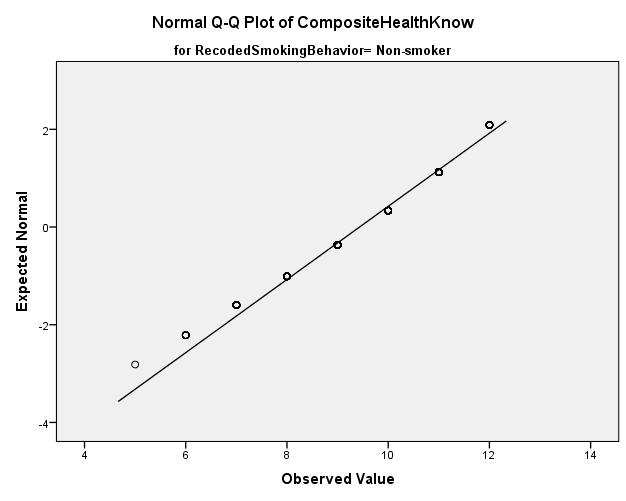 Normal Q-Q Plot of CompositeHealthKnow
for RecodedSmokingBehavior= Non-smoker
Expected Normal
2
0
-2
-4
4 6 8 10 12 14
Observed Value